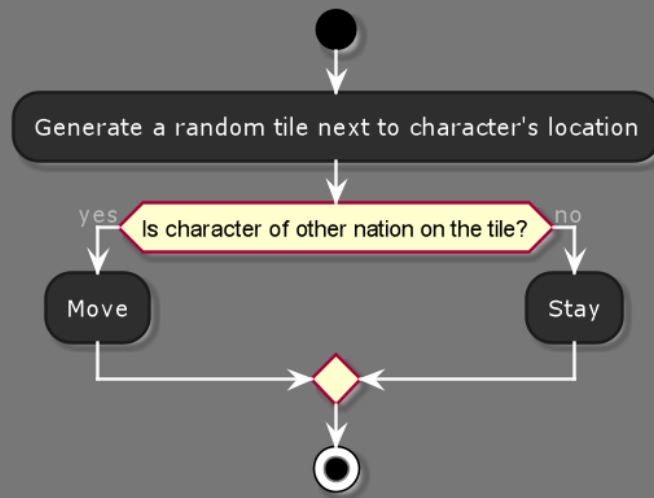 Generate a random tile next to character's location
yes
Is character of other nation on the tile?
no
Move
Stay